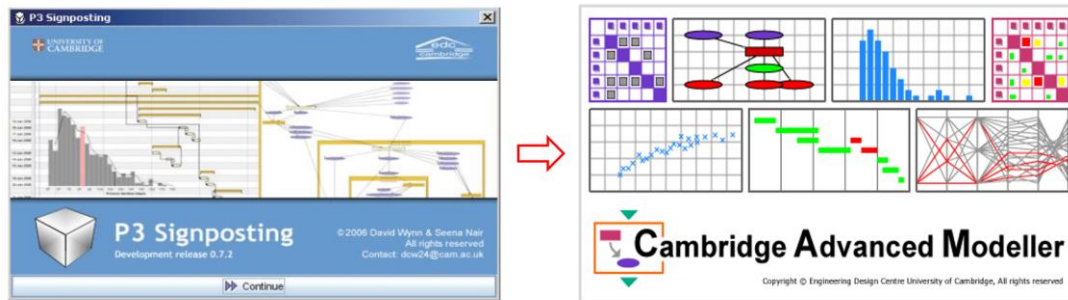 P3 Signposting
UNIVERSITY OF
CAMBRIDGE
edc
cambridge
P3 Signposting
Development release 0.7.2
©2006 David Wynn & Seena Nair
All rights reserved
Contact: dcw24@cam.ac.uk
Continue
Cambridge Advanced Modeller
Copyright © Engineering Design Centre University of Cambridge, All rights reserved